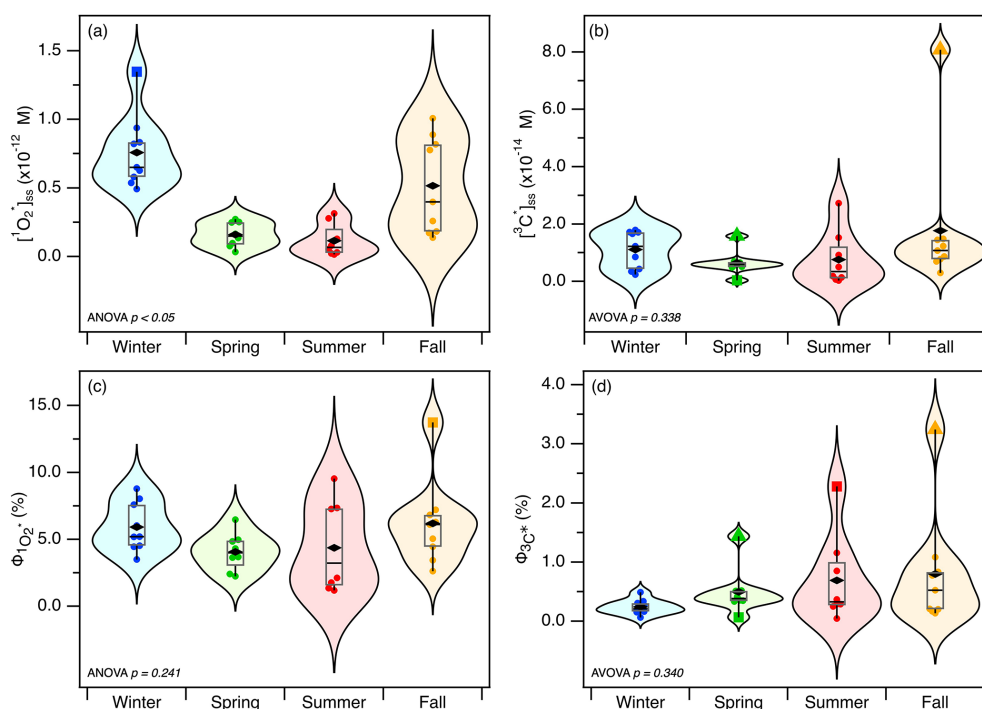 (a)
1.5
1.0
0.5
0.0
[¹O₂*]ss (x10⁻¹² M)
ANOVA p < 0.05
Winter Spring Summer Fall
(b)
8.0
6.0
4.0
2.0
0.0
[³C*]ss (x10⁻¹⁴ M)
AVOVA p = 0.338
Winter Spring Summer Fall
(c)
15.0
10.0
5.0
0.0
Φ1O2* (%)
ANOVA p = 0.241
Winter Spring Summer Fall
(d)
4.0
3.0
2.0
1.0
0.0
Φ3C* (%)
AVOVA p = 0.340
Winter Spring Summer Fall